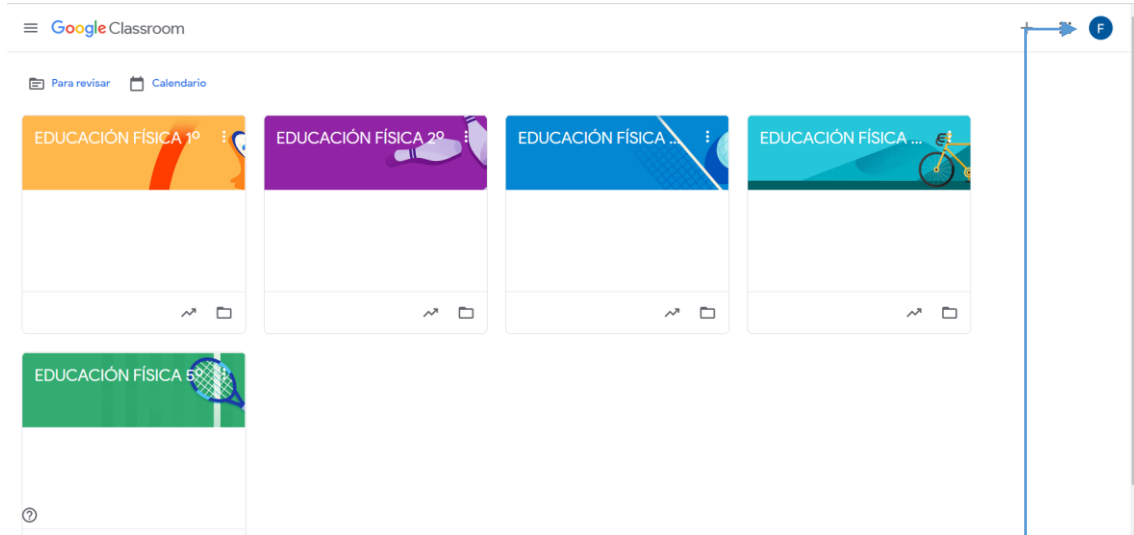 Google Classroom
F
Para revisar Calendario
EDUCACIÓN FÍSICA 1º
EDUCACIÓN FÍSICA 2º
EDUCACIÓN FÍSICA ...
EDUCACIÓN FÍSICA ...
EDUCACIÓN FÍSICA 5º